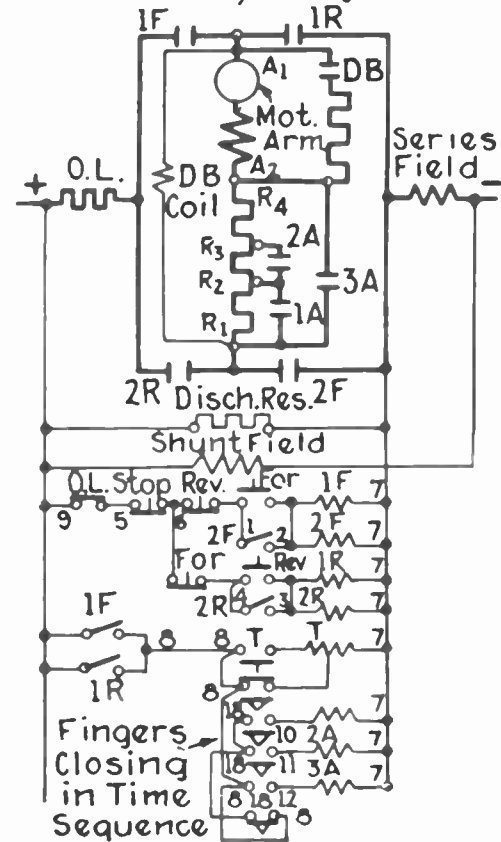 1F 1R
A1 DB
Mot.
Arm
O.L. Series
Field
+ −
DB
Coil
A2
R4
R3 2A
R2 3A
1A
R1
2R 2F
Disch.Res.
Shunt Field
O.L. Stop Rev. For 1F 7
9 5 6 2F 1 2 2F 7
For Rev 1R 7
2R 4 3 2R 7
1F 8 8 T T 7
1R 8
7
Fingers 10 2A 7
Closing 18 11 3A 7
in Time 8 18 12 8
Sequence